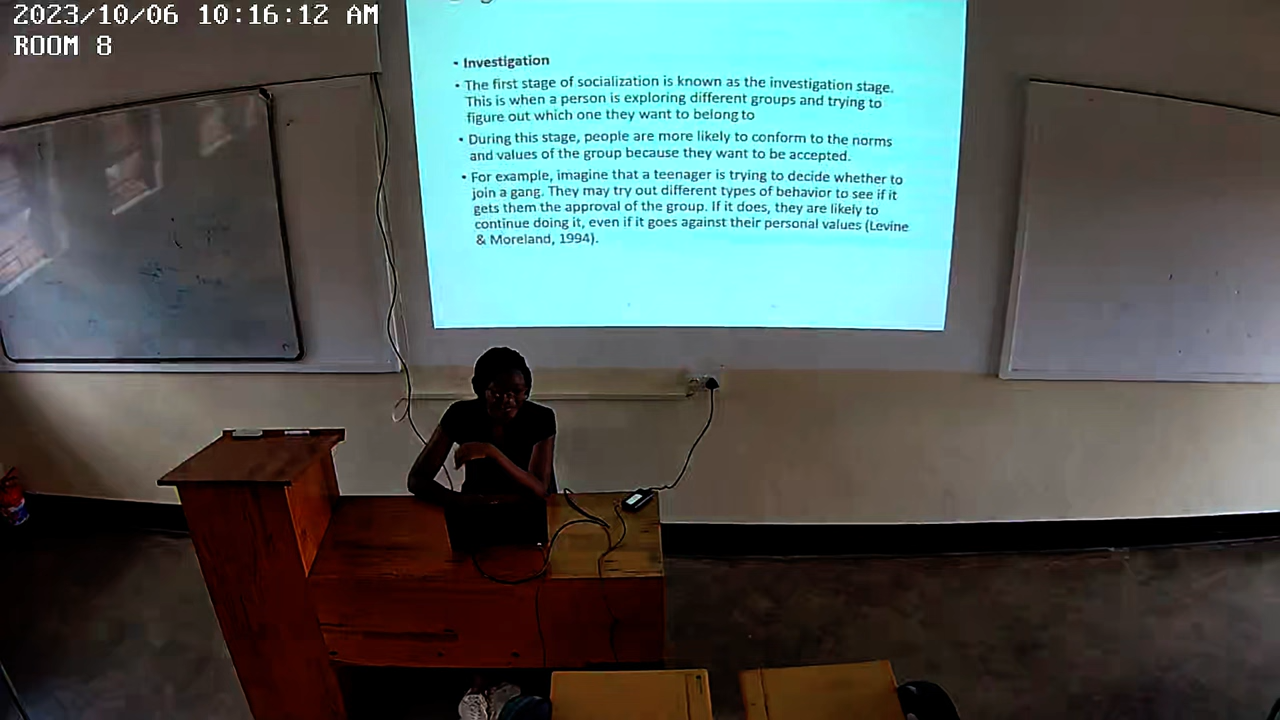 2023/10/06 10:16:12 AM
ROOM 8
• Investigation
• The first stage of socialization is known as the investigation stage.
This is when a person is exploring different groups and trying to
figure out which one they want to belong to
• During this stage, people are more likely to conform to the norms
and values of the group because they want to be accepted.
• For example, imagine that a teenager is trying to decide whether to
join a gang. They may try out different types of behavior to see if it
gets them the approval of the group. If it does, they are likely to
continue doing it, even if it goes against their personal values (Levine
& Moreland, 1994).